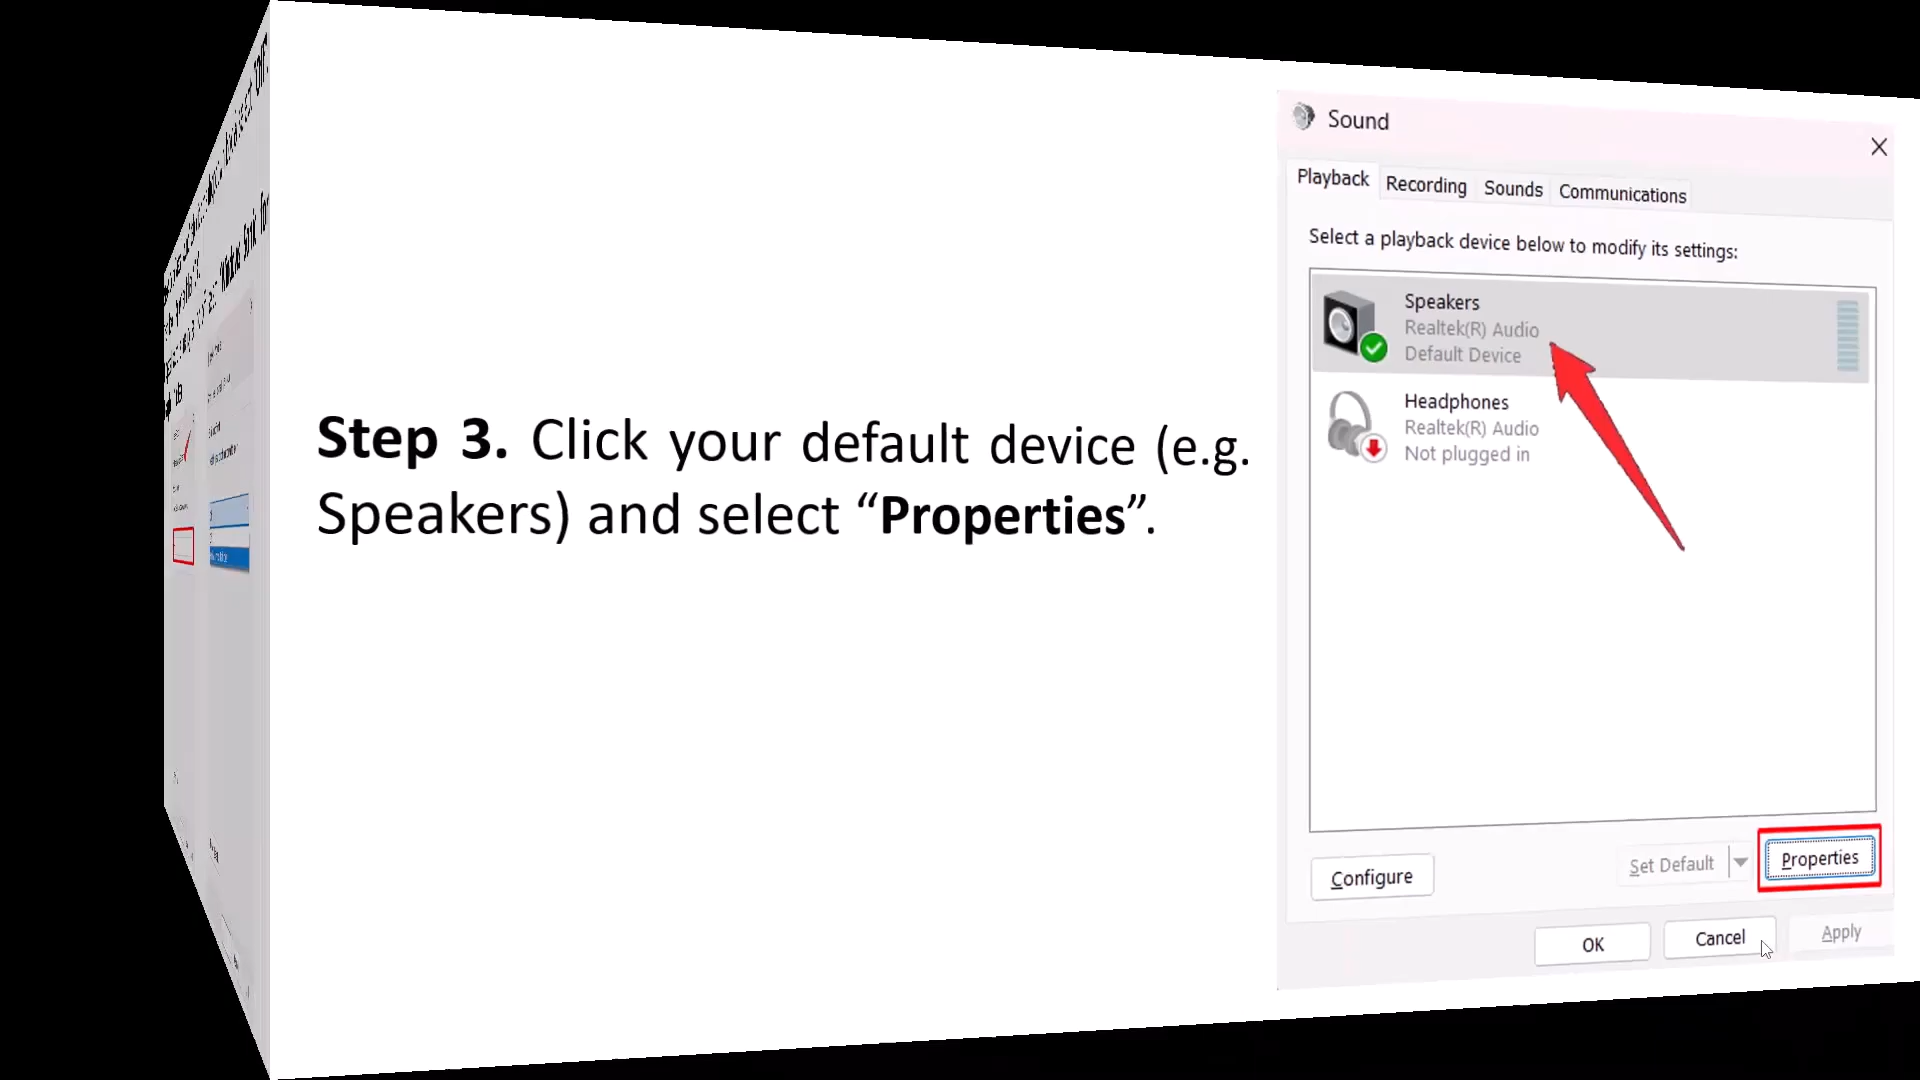 Step 3. Click your default device (e.g.
Speakers) and select “Properties”.
Sound
Playback
Recording
Sounds
Communications
Select a playback device below to modify its settings:
Speakers
Realtek(R) Audio
Default Device
Headphones
Realtek(R) Audio
Not plugged in
Configure
Set Default
Properties
OK
Cancel
Apply